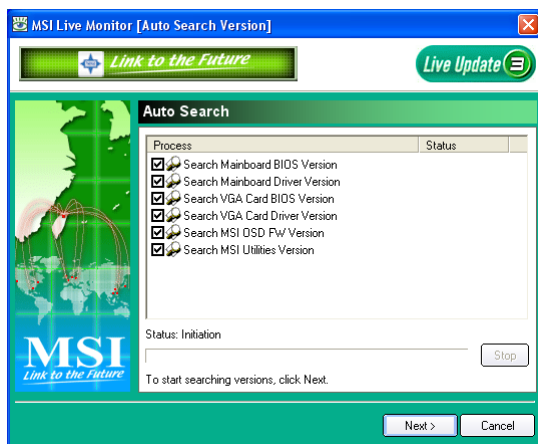 MSI Live Monitor [Auto Search Version]
Link to the Future
Live Update 3
Auto Search
Process Status
Search Mainboard BIOS Version
Search Mainboard Driver Version
Search VGA Card BIOS Version
Search VGA Card Driver Version
Search MSI OSD FW Version
Search MSI Utilities Version
Status: Initiation
Stop
To start searching versions, click Next.
MSI
Link to the Future
Next > Cancel